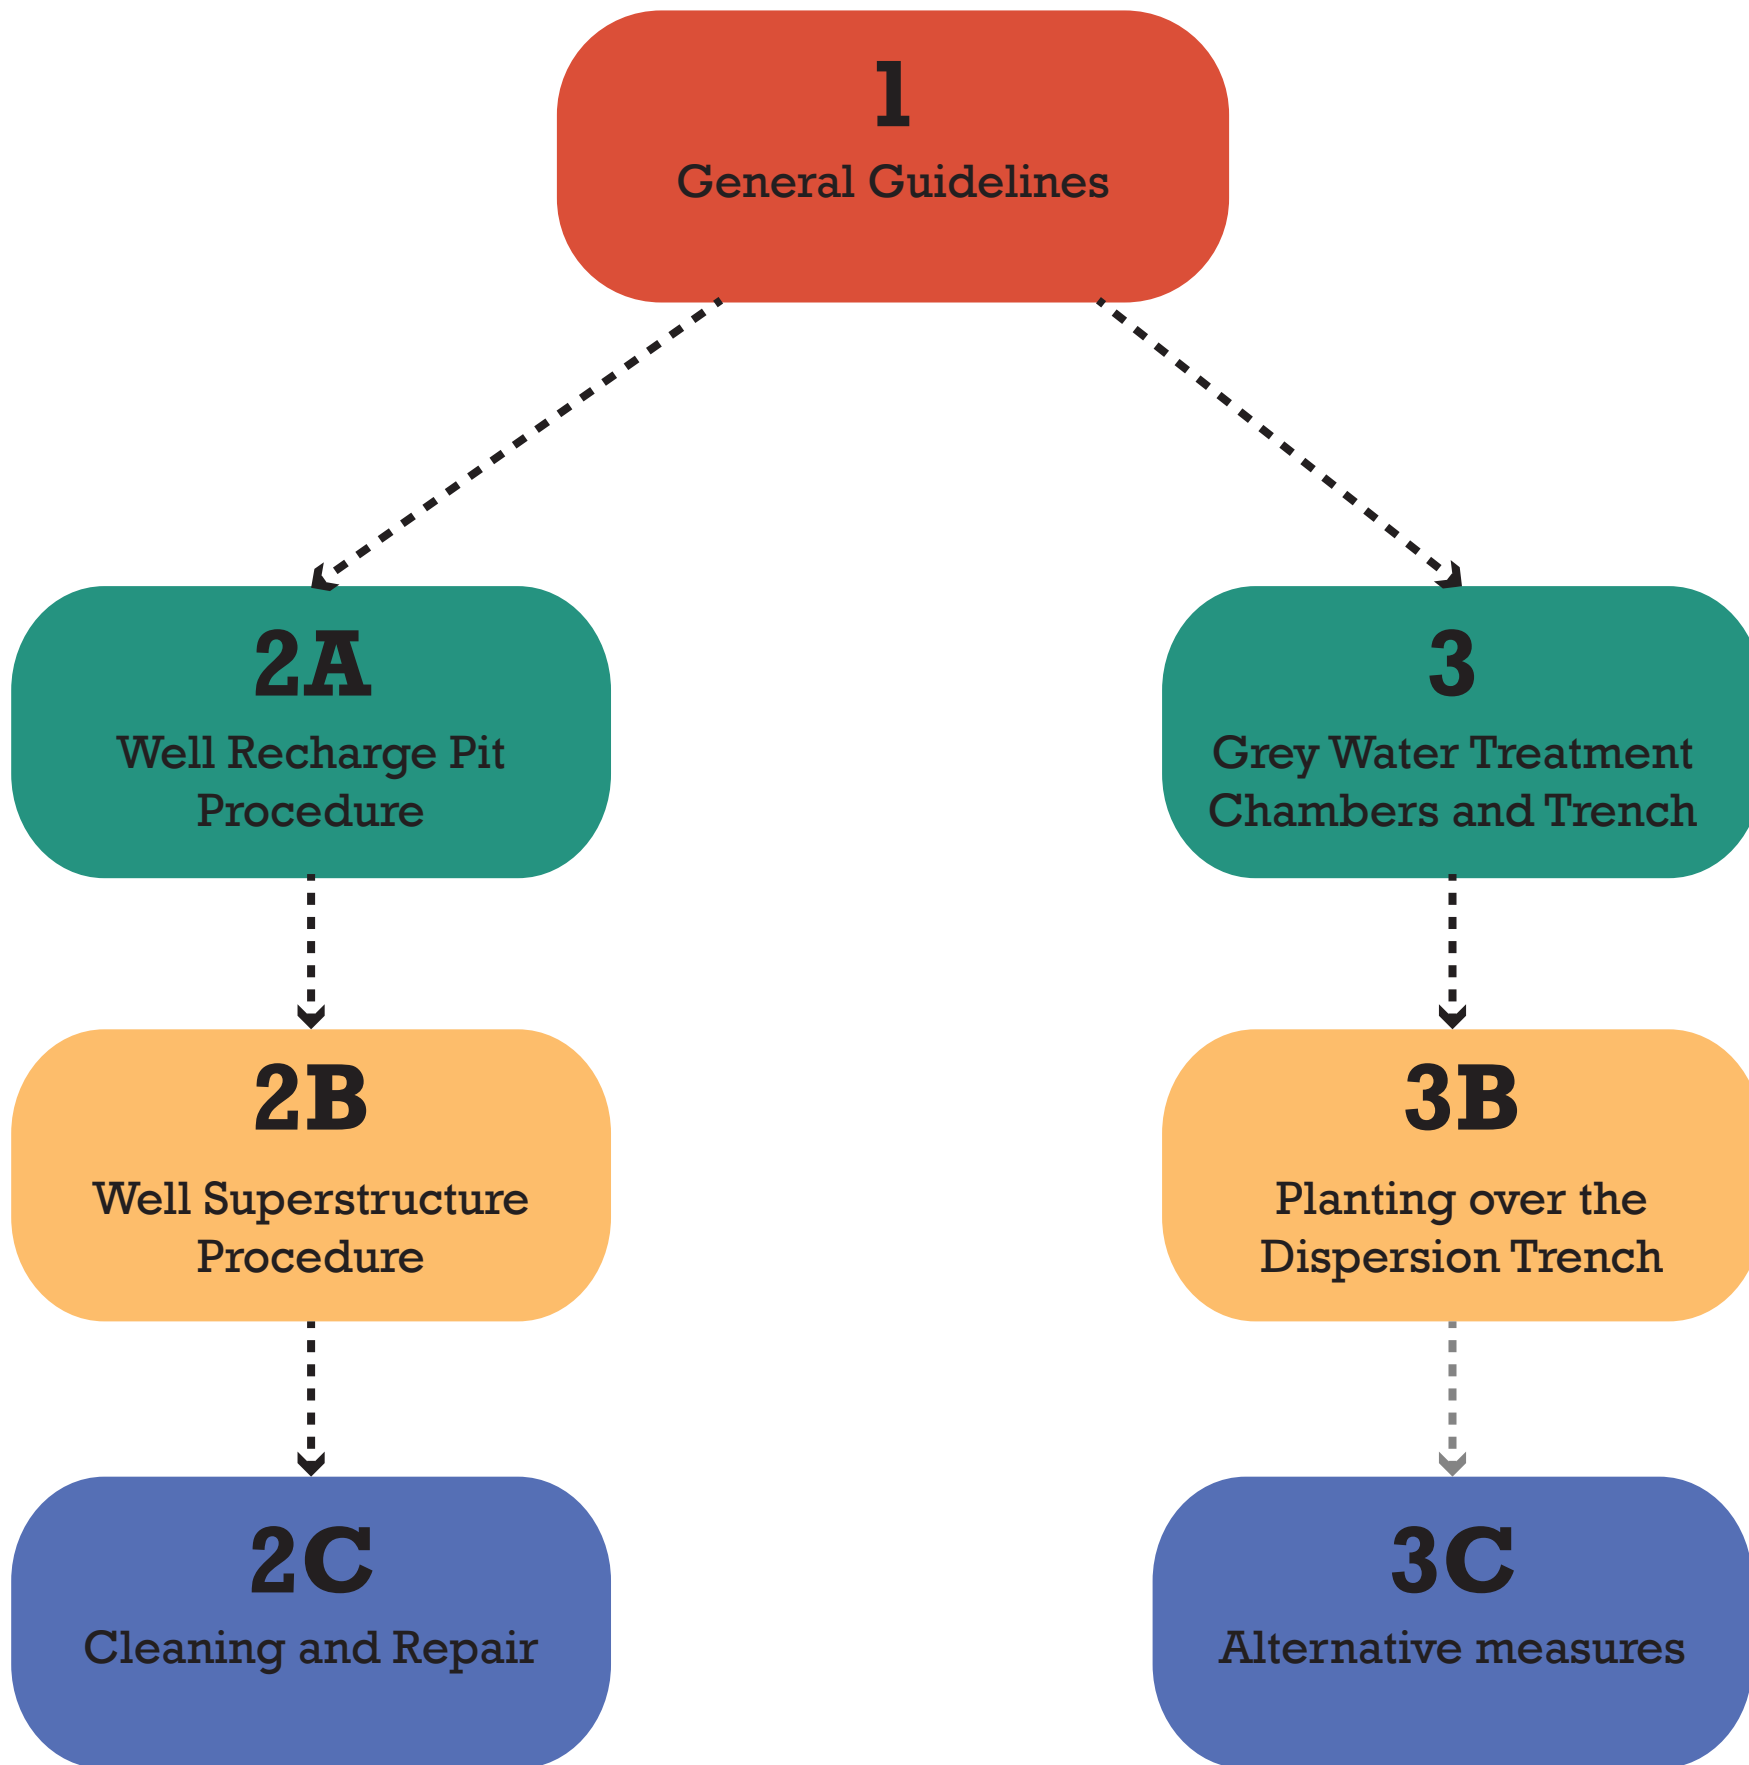 1
General Guidelines
2A
Well Recharge Pit
Procedure
3
Grey Water Treatment
Chambers and Trench
2B
Well Superstructure
Procedure
3B
Planting over the
Dispersion Trench
2C
Cleaning and Repair
3C
Alternative measures